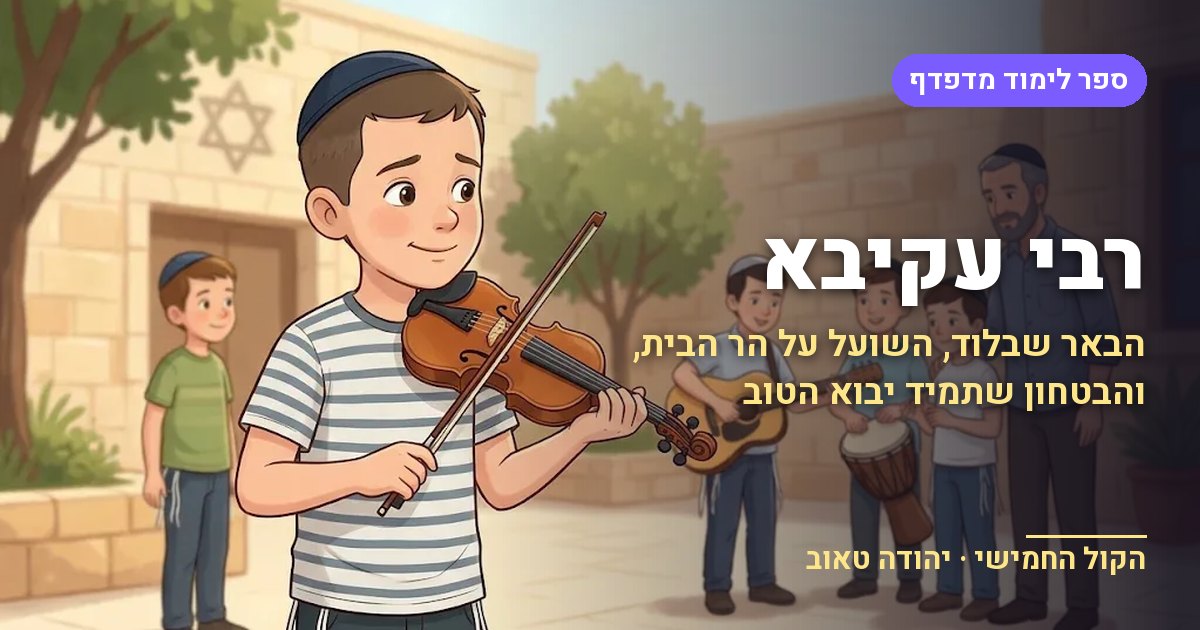 ספר לימוד מדפדף
רבי עקיבא
הבאר שבלוד, השועל על הר הבית,
והבטחון שתמיד יבוא הטוב
הקול החמישי · יהודה טאוב